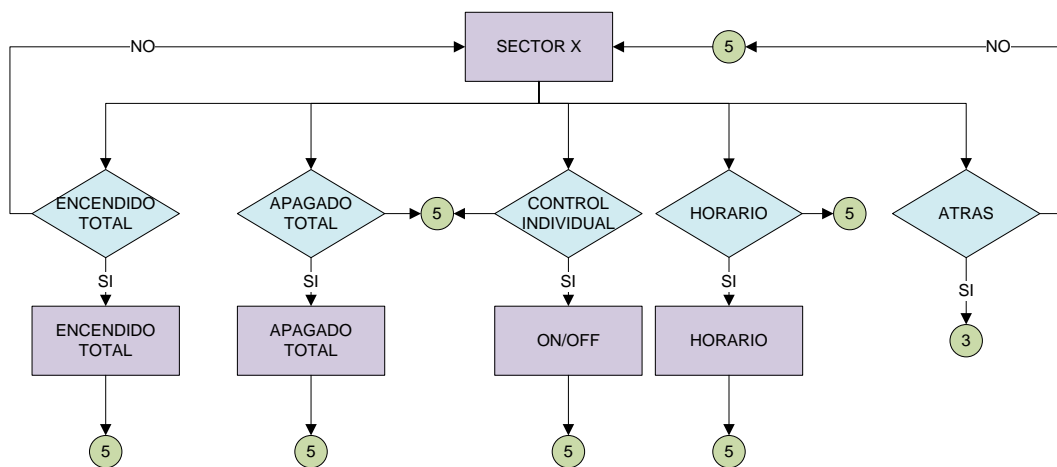 NO
SECTOR X
5
NO
ENCENDIDO
TOTAL
APAGADO
TOTAL
5
CONTROL
INDIVIDUAL
HORARIO
5
ATRAS
SI
SI
SI
SI
SI
ENCENDIDO
TOTAL
APAGADO
TOTAL
ON/OFF
HORARIO
3
5
5
5
5